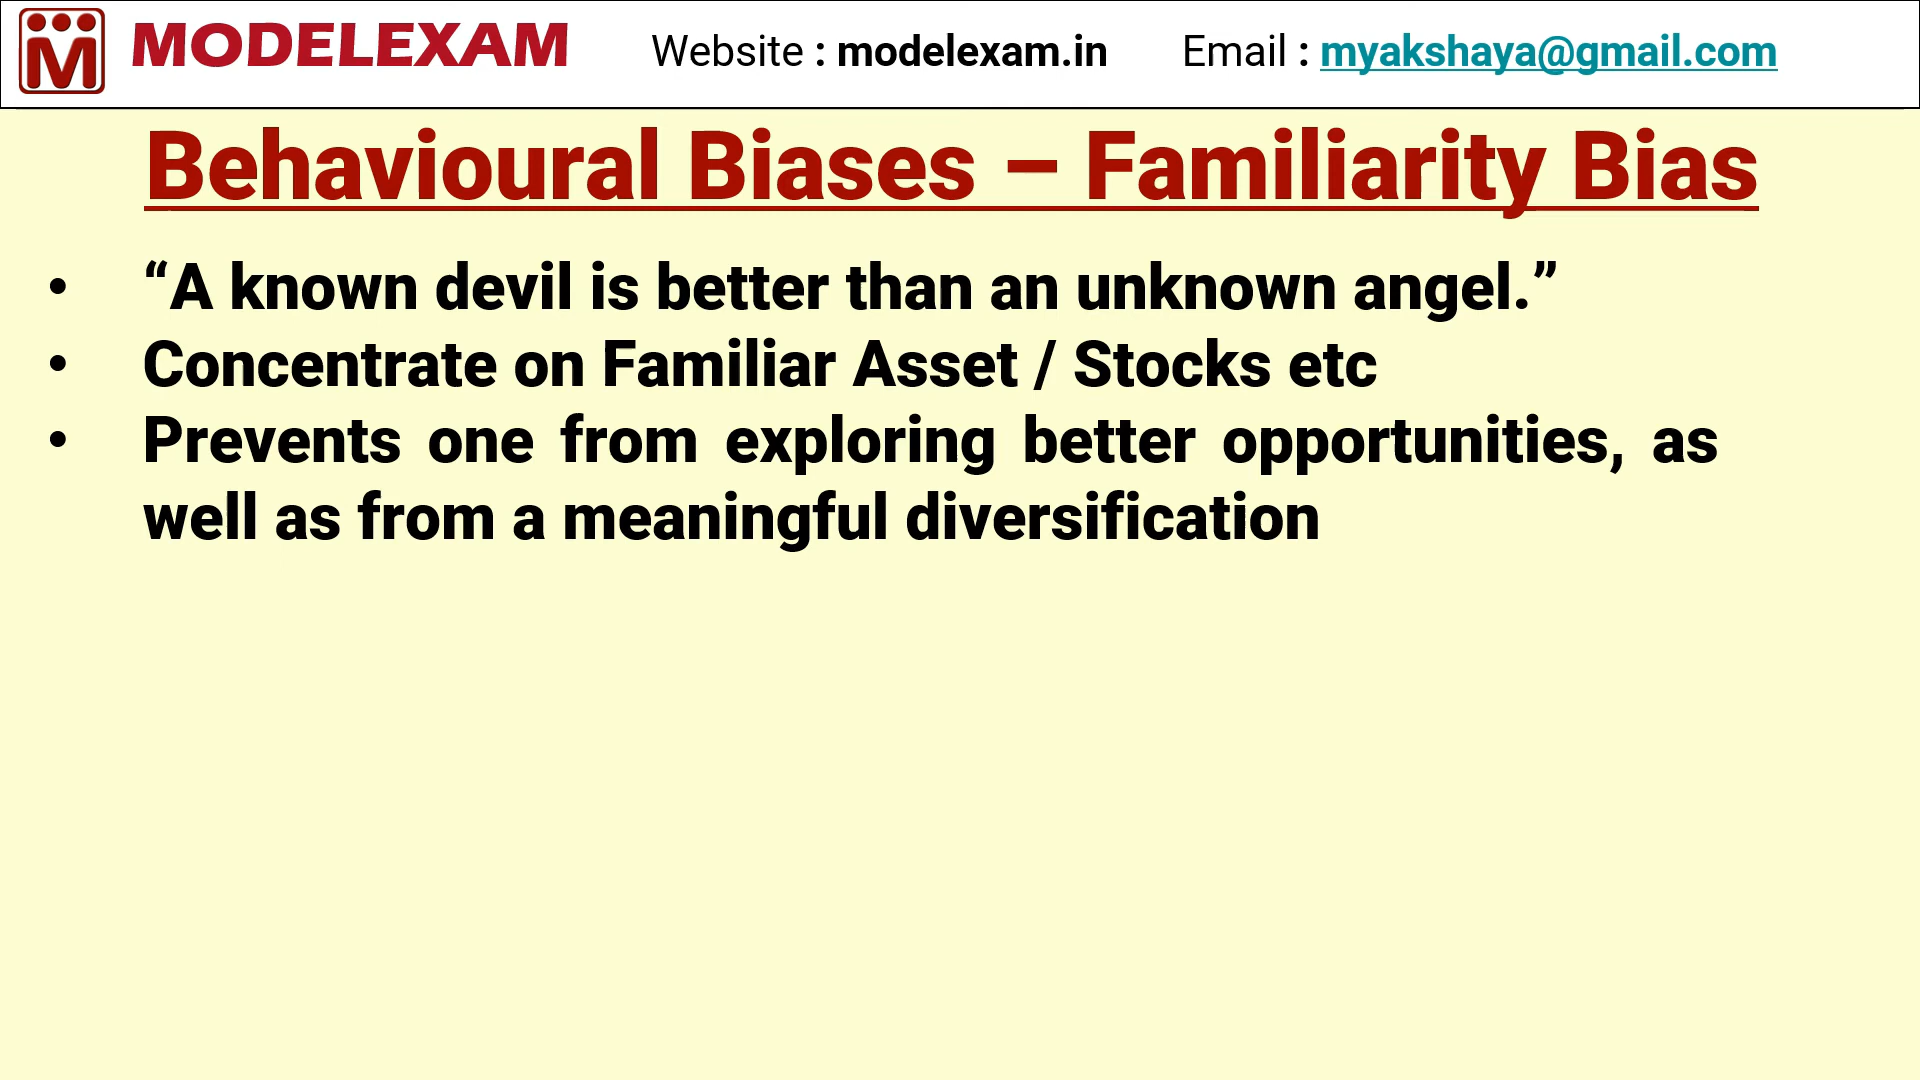 M MODELEXAM Website : modelexam.in Email : myakshaya@gmail.com
Behavioural Biases – Familiarity Bias
• “A known devil is better than an unknown angel.”
• Concentrate on Familiar Asset / Stocks etc
• Prevents one from exploring better opportunities, as
well as from a meaningful diversification